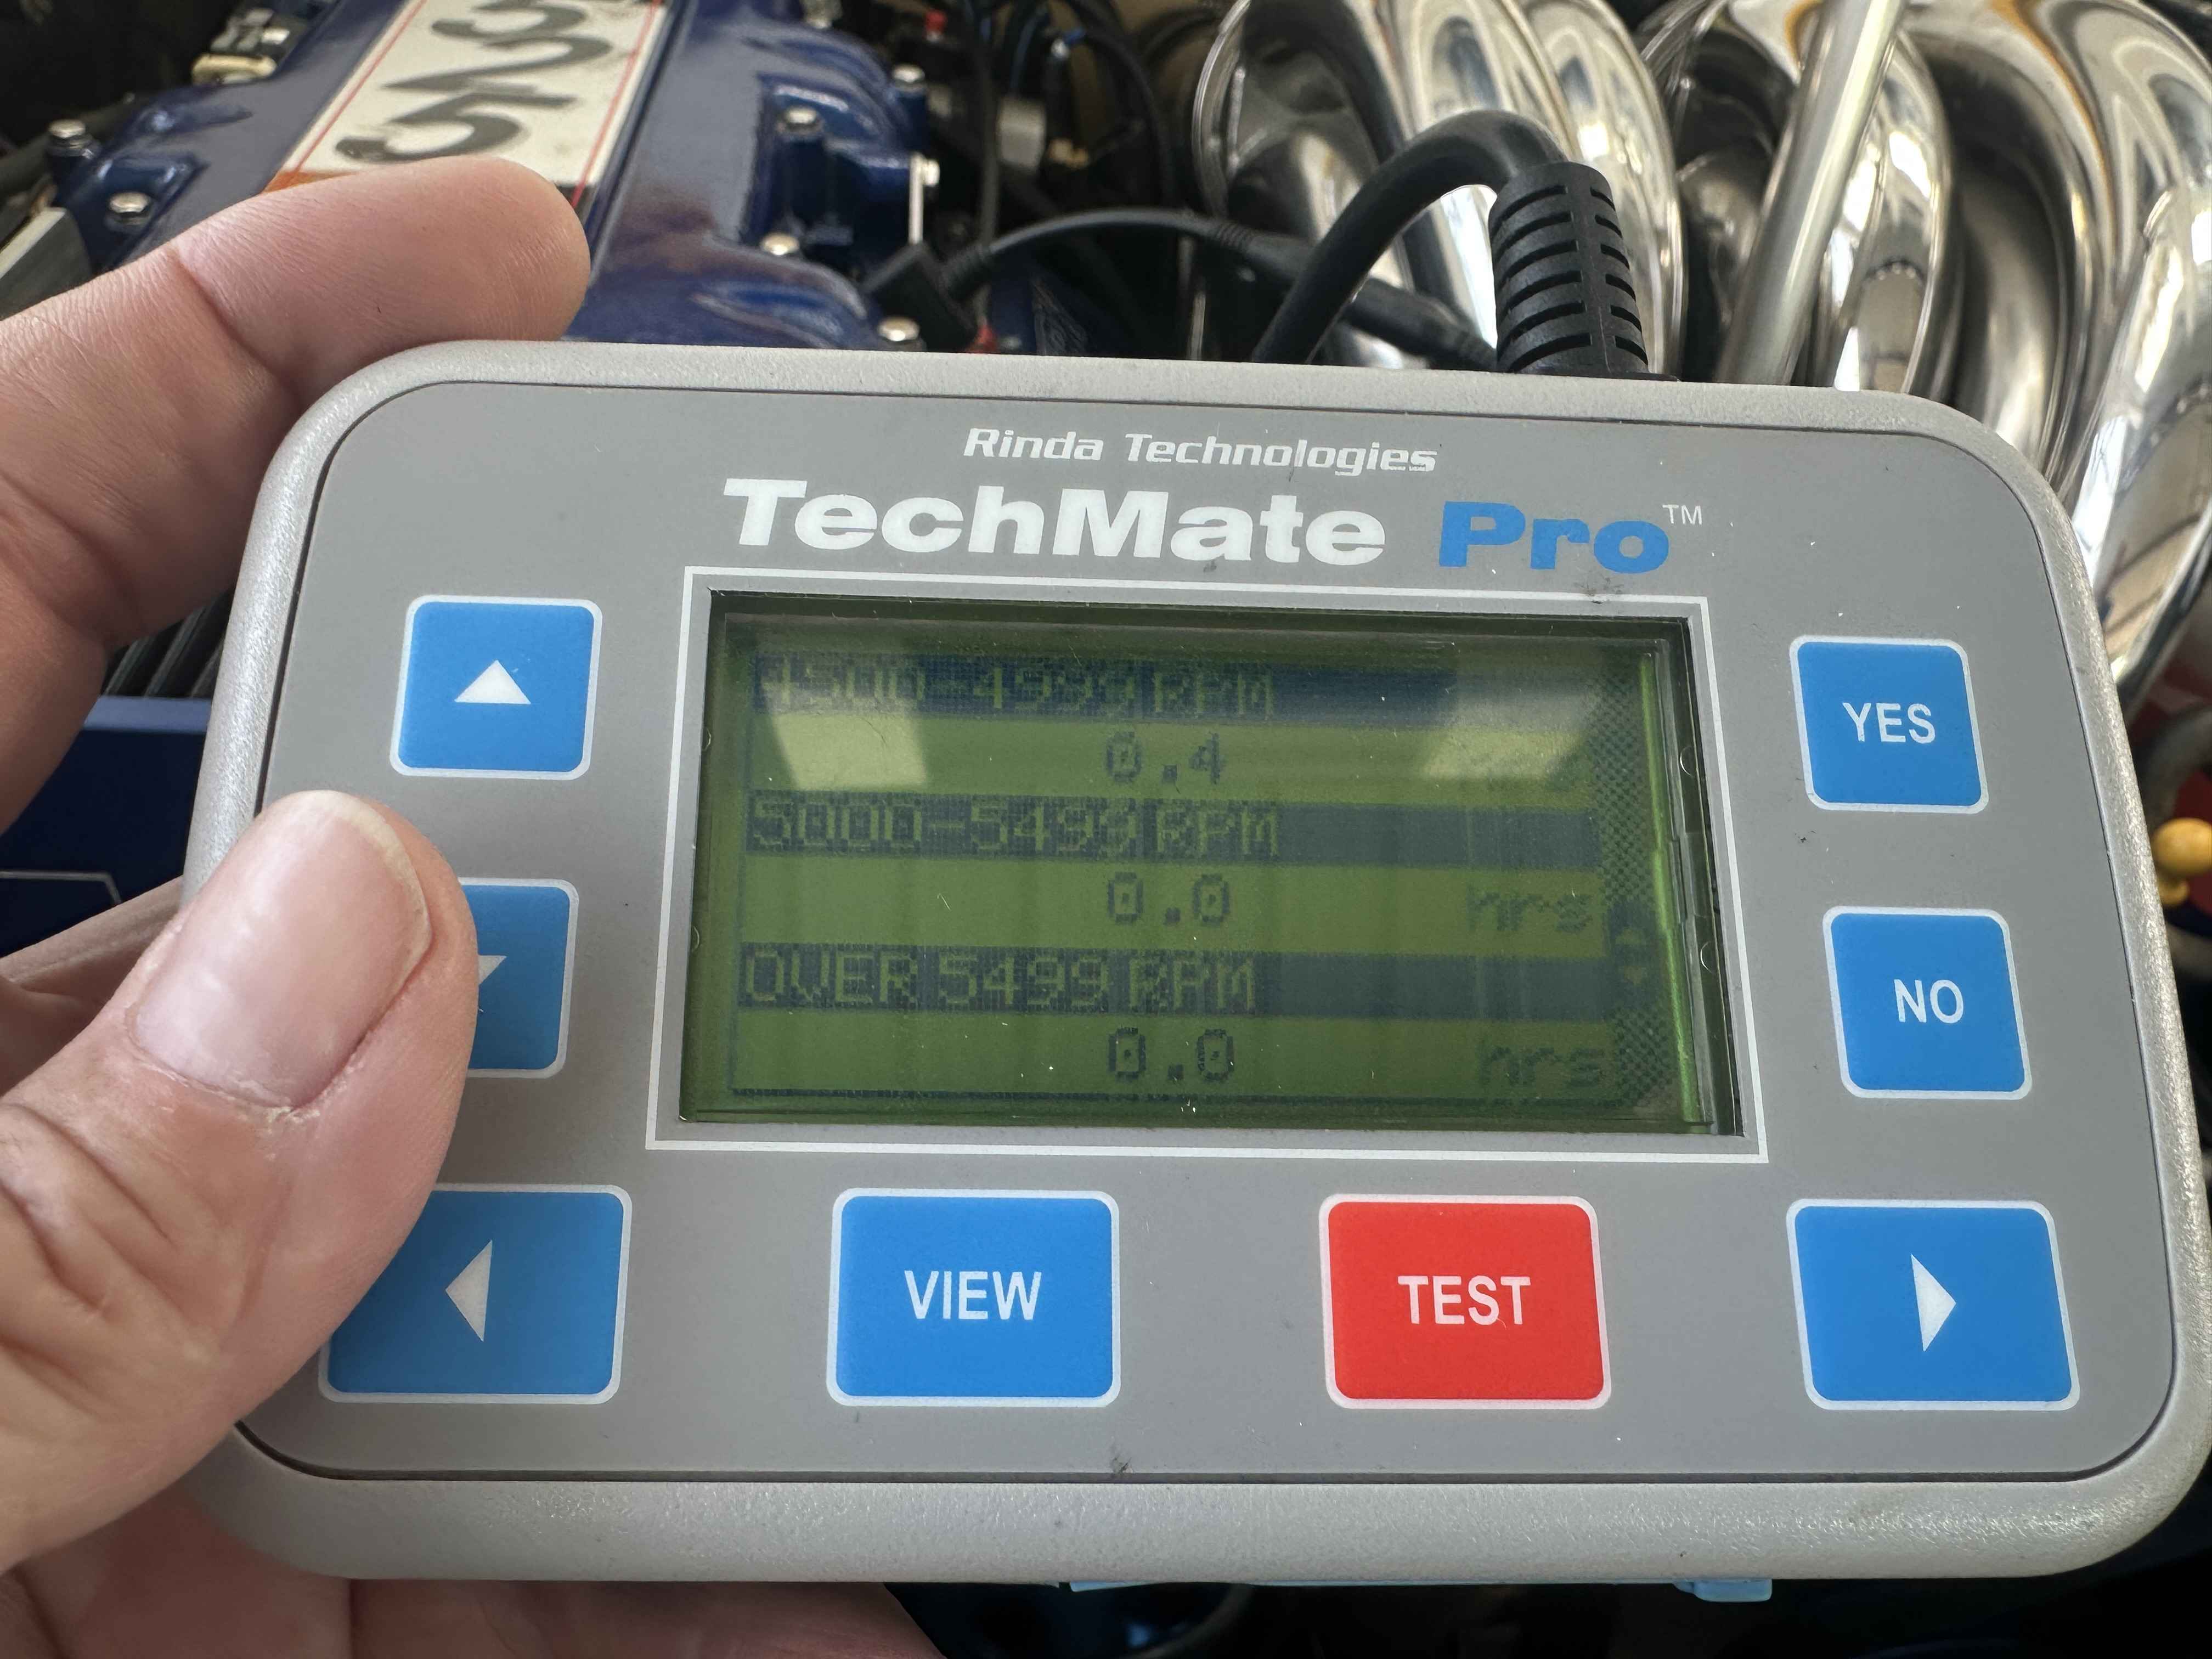 525
Rinda Technologies
TechMate Pro™
4500-4999 RPM
0.4
5000-5499 RPM
0.0 hrs
OVER 5499 RPM
0.0 hrs
YES
NO
VIEW
TEST